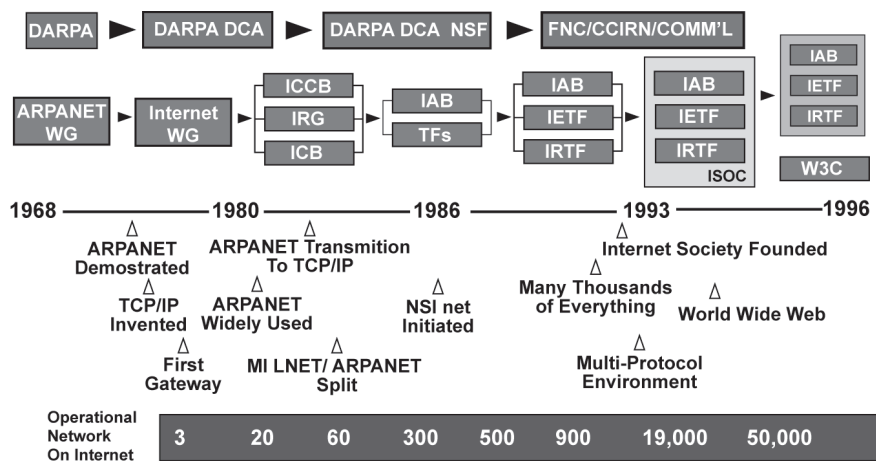 DARPA
DARPA DCA
DARPA DCA NSF
FNC/CCIRN/COMM'L
ARPANET
WG
Internet
WG
ICCB
IRG
ICB
IAB
TFs
IAB
IETF
IRTF
IAB
IETF
IRTF
ISOC
IAB
IETF
IRTF
W3C
1968
1980
1986
1993
1996
ARPANET
Demostrated
TCP/IP
Invented
First
Gateway
ARPANET Transmition
To TCP/IP
ARPANET
Widely Used
MI LNET/ ARPANET
Split
NSI net
Initiated
Internet Society Founded
Many Thousands
of Everything
World Wide Web
Multi-Protocol
Environment
Operational
Network
On Internet
3 20 60 300 500 900 19,000 50,000